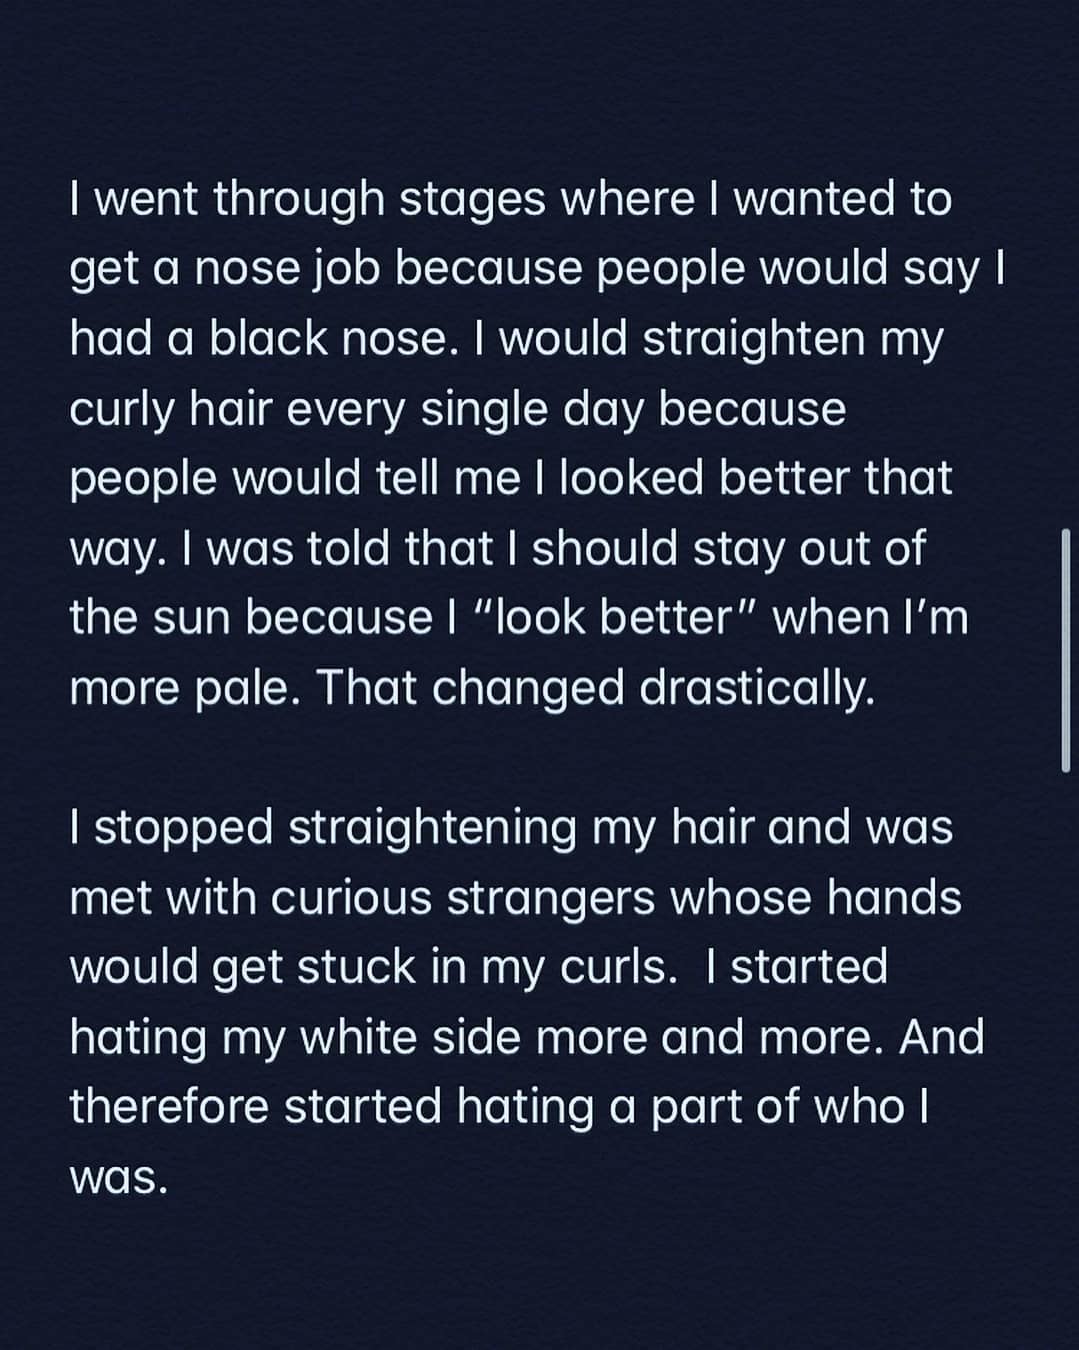 I went through stages where I wanted to
get a nose job because people would say I
had a black nose. I would straighten my
curly hair every single day because
people would tell me I looked better that
way. I was told that I should stay out of
the sun because I “look better” when I’m
more pale. That changed drastically.
I stopped straightening my hair and was
met with curious strangers whose hands
would get stuck in my curls.  I started
hating my white side more and more. And
therefore started hating a part of who I
was.